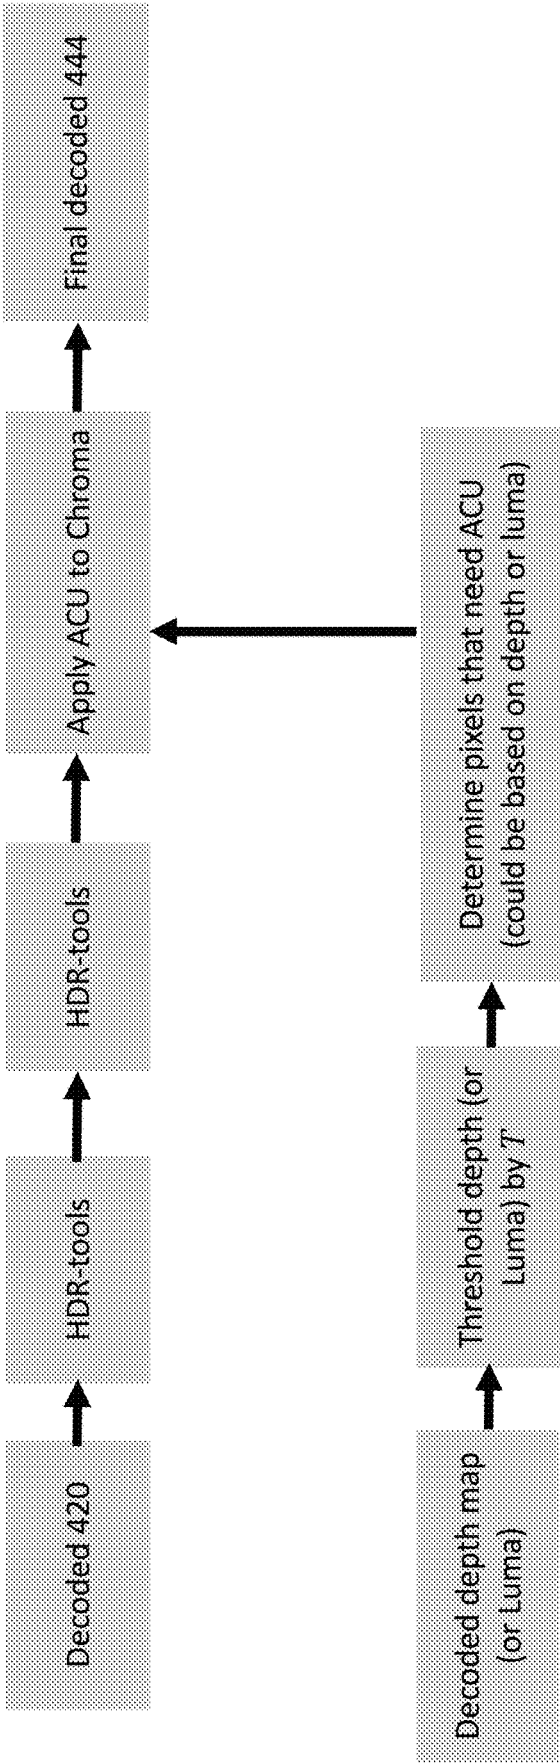 Decoded 420
HDR-tools
HDR-tools
Apply ACU to Chroma
Final decoded 444
Decoded depth map
(or Luma)
Threshold depth (or
Luma) by T
Determine pixels that need ACU
(could be based on depth or luma)